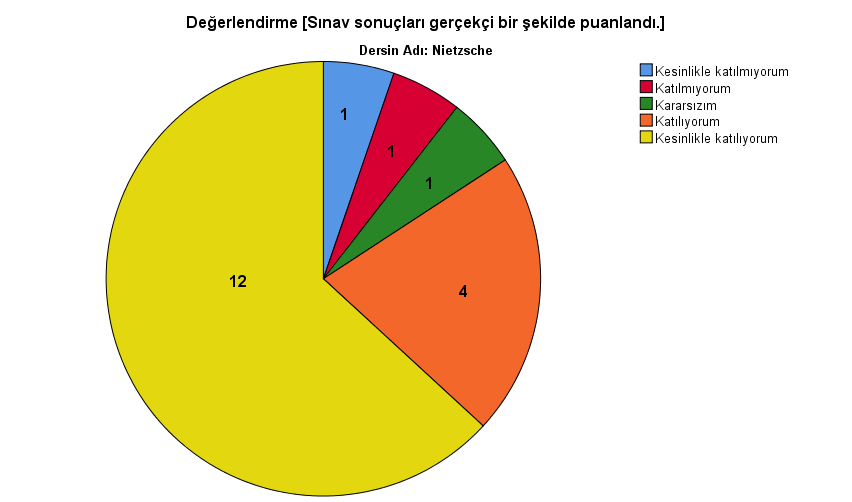 Değerlendirme [Sınav sonuçları gerçekçi bir şekilde puanlandı.]
Dersin Adı: Nietzsche
Kesinlikle katılmıyorum
Katılmıyorum
Kararsızım
Katılıyorum
Kesinlikle katılıyorum
1
1
1
4
12